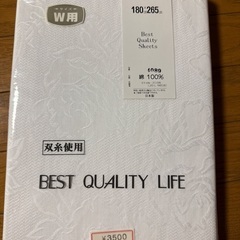 W用
180:265
Best
Quality
Sheets
綿 100%
双糸使用
BEST QUALITY LIFE
¥3500